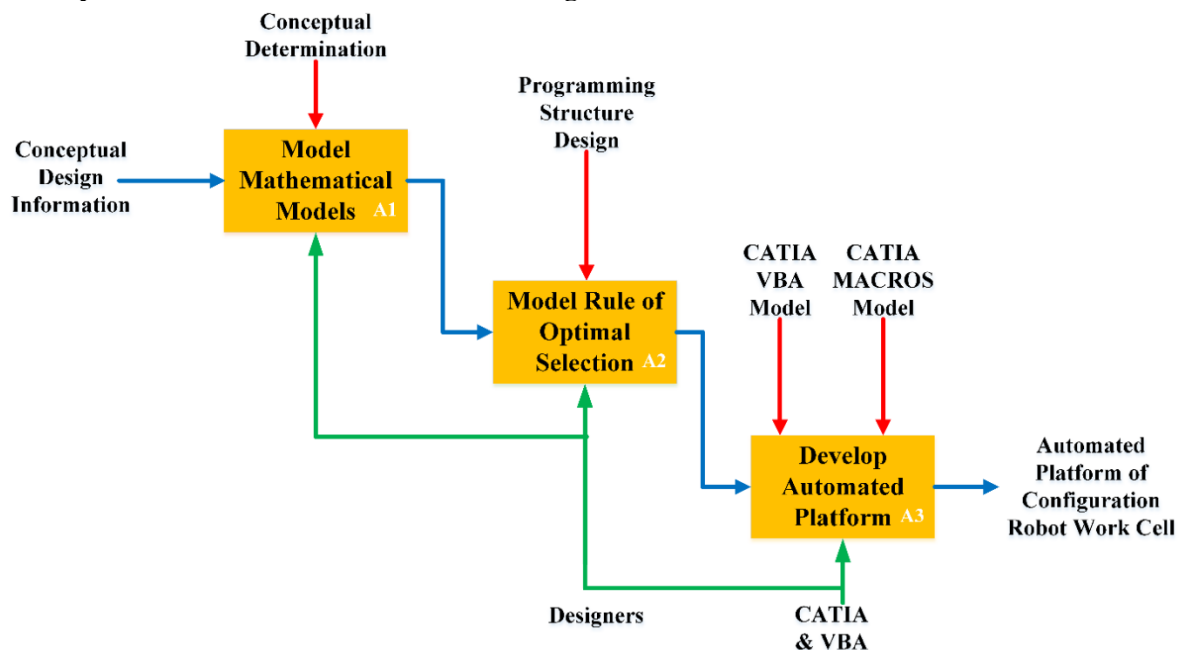 Conceptual
Determination
Programming
Structure
Design
Conceptual
Design
Information
Model
Mathematical
Models A1
CATIA
VBA
Model
CATIA
MACROS
Model
Model Rule of
Optimal
Selection A2
Develop
Automated
Platform A3
Automated
Platform of
Configuration
Robot Work Cell
Designers
CATIA
& VBA